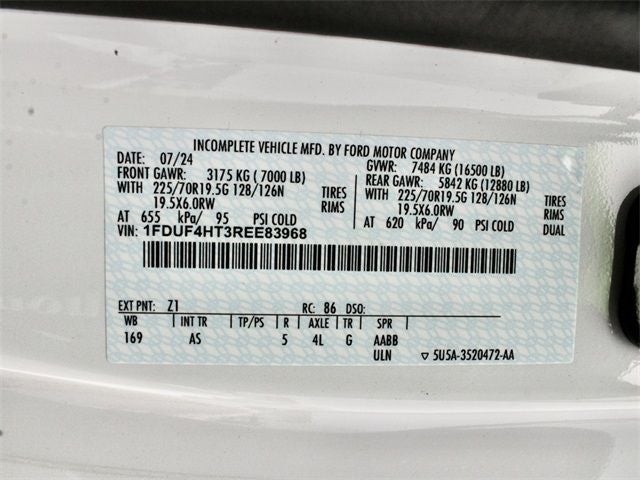 INCOMPLETE VEHICLE MFD. BY FORD MOTOR COMPANY
DATE: 07/24 GVWR: 7484 KG (16500 LB)
FRONT GAWR: 3175 KG ( 7000 LB) REAR GAWR: 5842 KG (12880 LB)
WITH 225/70R19.5G 128/126N TIRES WITH 225/70R19.5G 128/126N TIRES
19.5X6.0RW RIMS 19.5X6.0RW RIMS
AT 655 kPa/ 95 PSI COLD AT 620 kPa/ 90 PSI COLD DUAL
VIN: 1FDUF4HT3REE83968
EXT PNT: Z1 RC: 86 DSO:
WB INT TR TP/PS R AXLE TR SPR
169 AS 5 4L G AABB
ULN ▽ 5U5A-3520472-AA